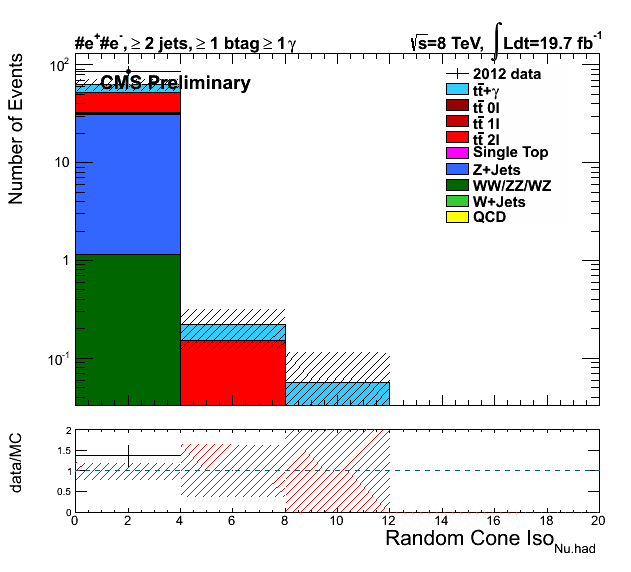 #e⁺#e⁻, ≥ 2 jets, ≥ 1 btag ≥ 1 γ
√s=8 TeV, ∫ Ldt=19.7 fb⁻¹
CMS Preliminary
Number of Events
10²
10
1
10⁻¹
2012 data
tt̄+γ
tt̄ 0l
tt̄ 1l
tt̄ 2l
Single Top
Z+Jets
WW/ZZ/WZ
W+Jets
QCD
data/MC
2
1.5
1
0.5
0
0 2 4 6 8 10 12 14 16 18 20
Random Cone Iso Nu.had